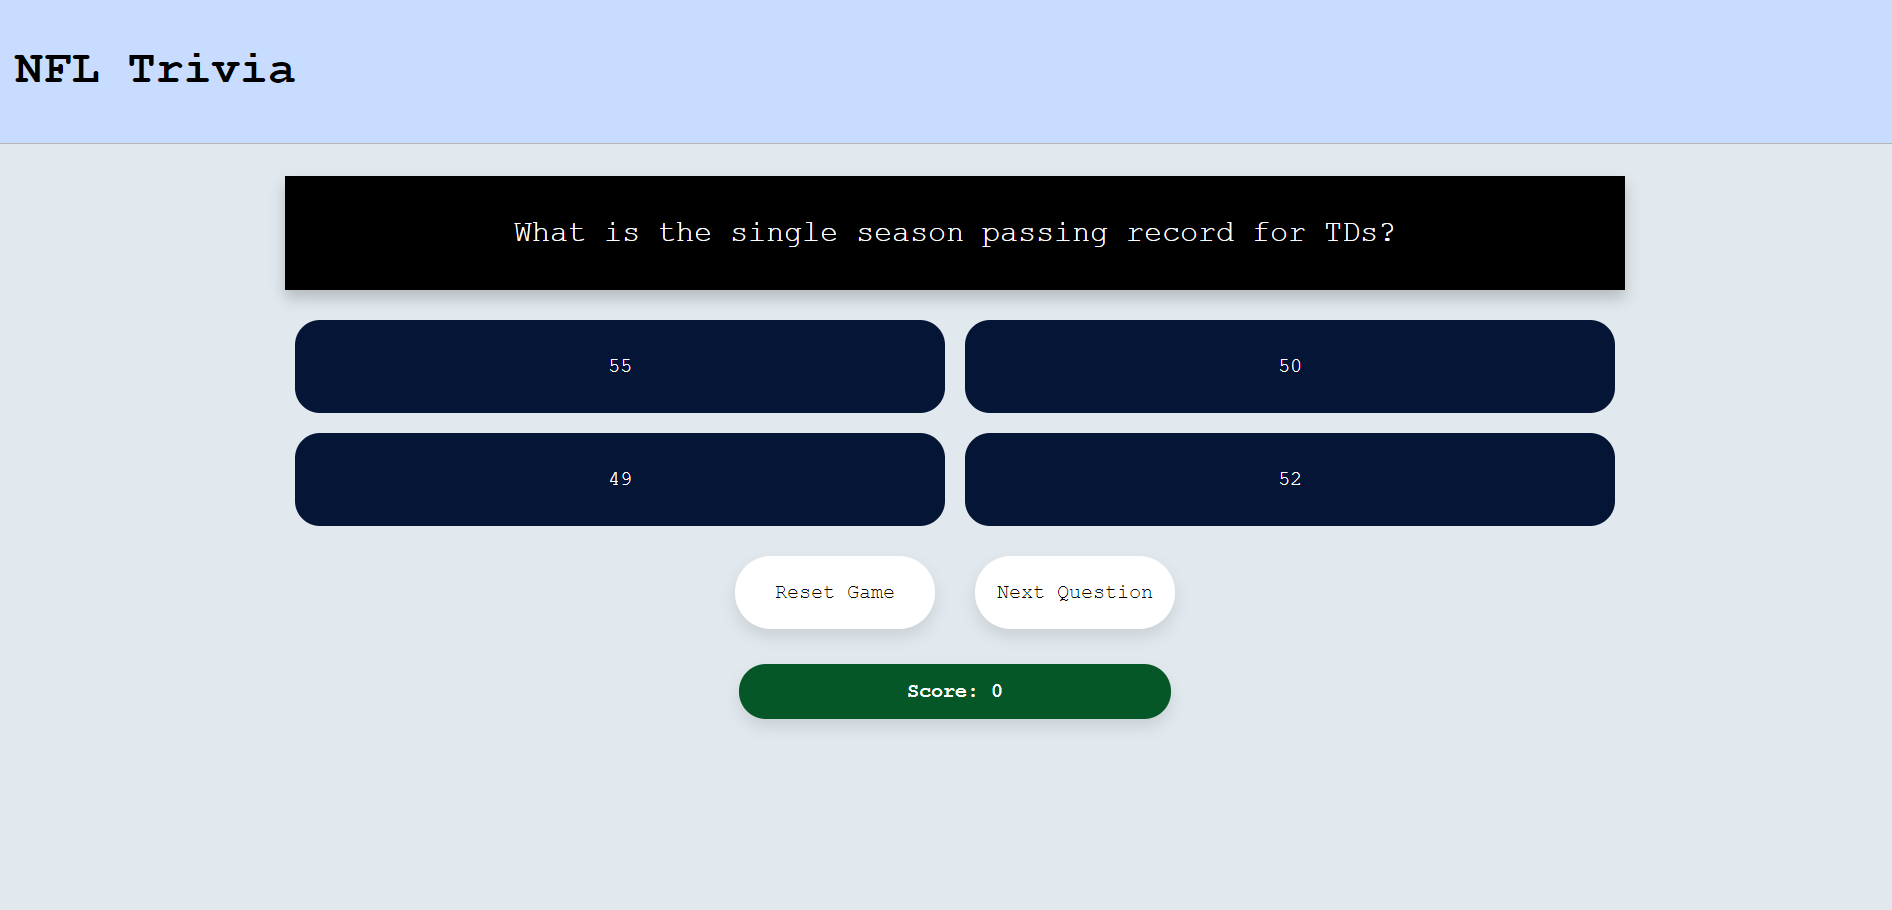 NFL Trivia
What is the single season passing record for TDs?
55
50
49
52
Reset Game
Next Question
Score: 0